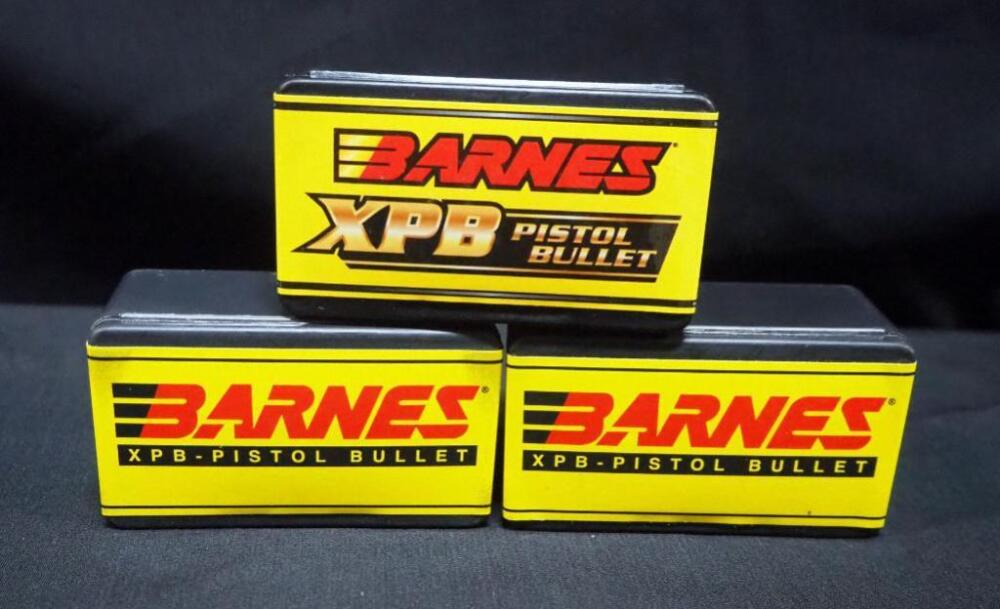 BARNES
XPB PISTOL
BULLET
BARNES®
XPB-PISTOL BULLET
BARNES®
XPB-PISTOL BULLET